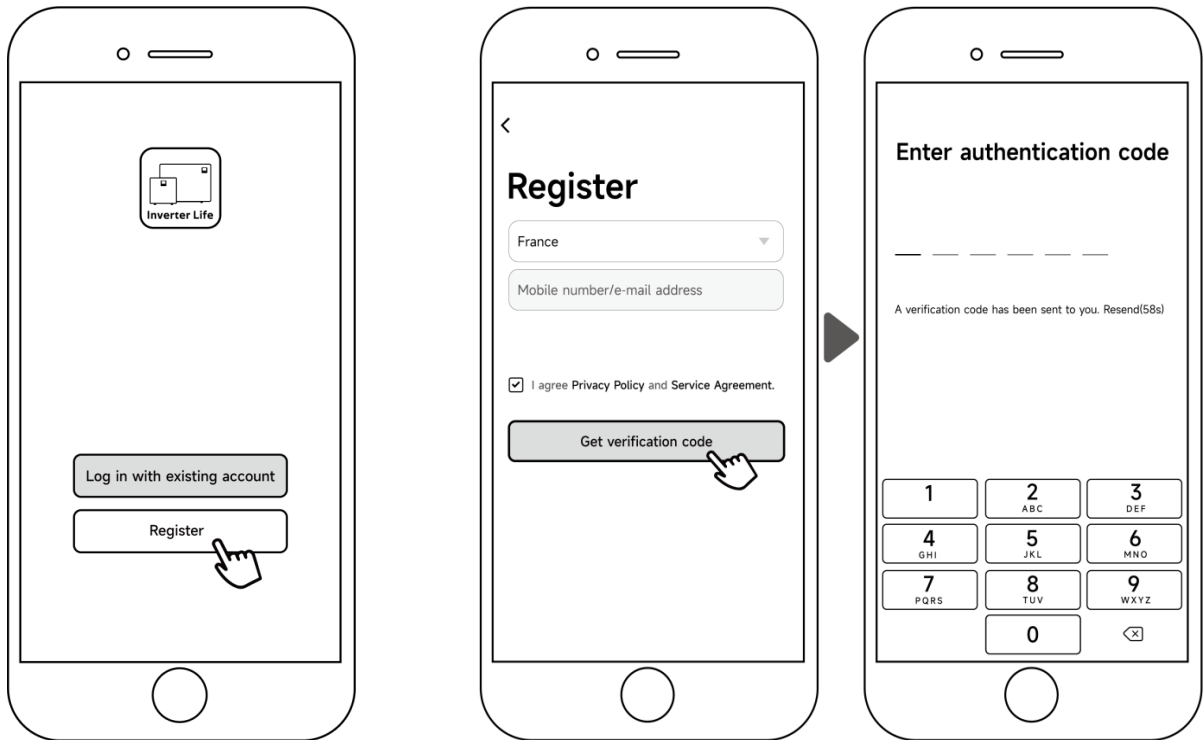 Inverter Life
Log in with existing account
Register
Register
France
Mobile number/e-mail address
I agree Privacy Policy and Service Agreement.
Get verification code
Enter authentication code
A verification code has been sent to you. Resend(58s)
1 2 3
ABC DEF
4 5 6
GHI JKL MNO
7 8 9
PQRS TUV WXYZ
0